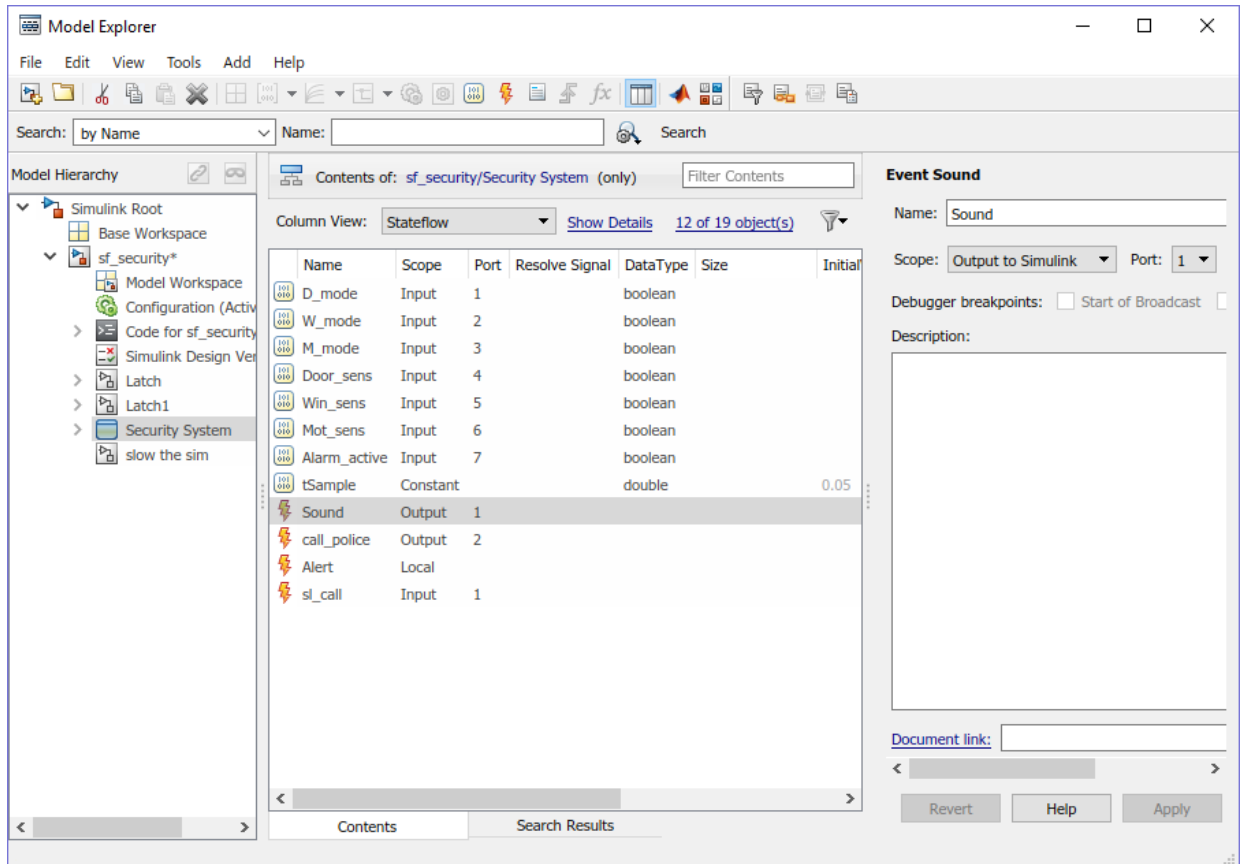 Model Explorer
File Edit View Tools Add Help
Search: by Name Name: Search
Model Hierarchy
Simulink Root
Base Workspace
sf_security*
Model Workspace
Configuration (Activ
Code for sf_security
Simulink Design Ver
Latch
Latch1
Security System
slow the sim
Contents of: sf_security/Security System (only) Filter Contents
Column View: Stateflow Show Details 12 of 19 object(s)
Name Scope Port Resolve Signal DataType Size Initial
D_mode Input 1 boolean
W_mode Input 2 boolean
M_mode Input 3 boolean
Door_sens Input 4 boolean
Win_sens Input 5 boolean
Mot_sens Input 6 boolean
Alarm_active Input 7 boolean
tSample Constant double 0.05
Sound Output 1
call_police Output 2
Alert Local
sl_call Input 1
Contents Search Results
Event Sound
Name: Sound
Scope: Output to Simulink Port: 1
Debugger breakpoints: Start of Broadcast
Description:
Document link:
Revert Help Apply